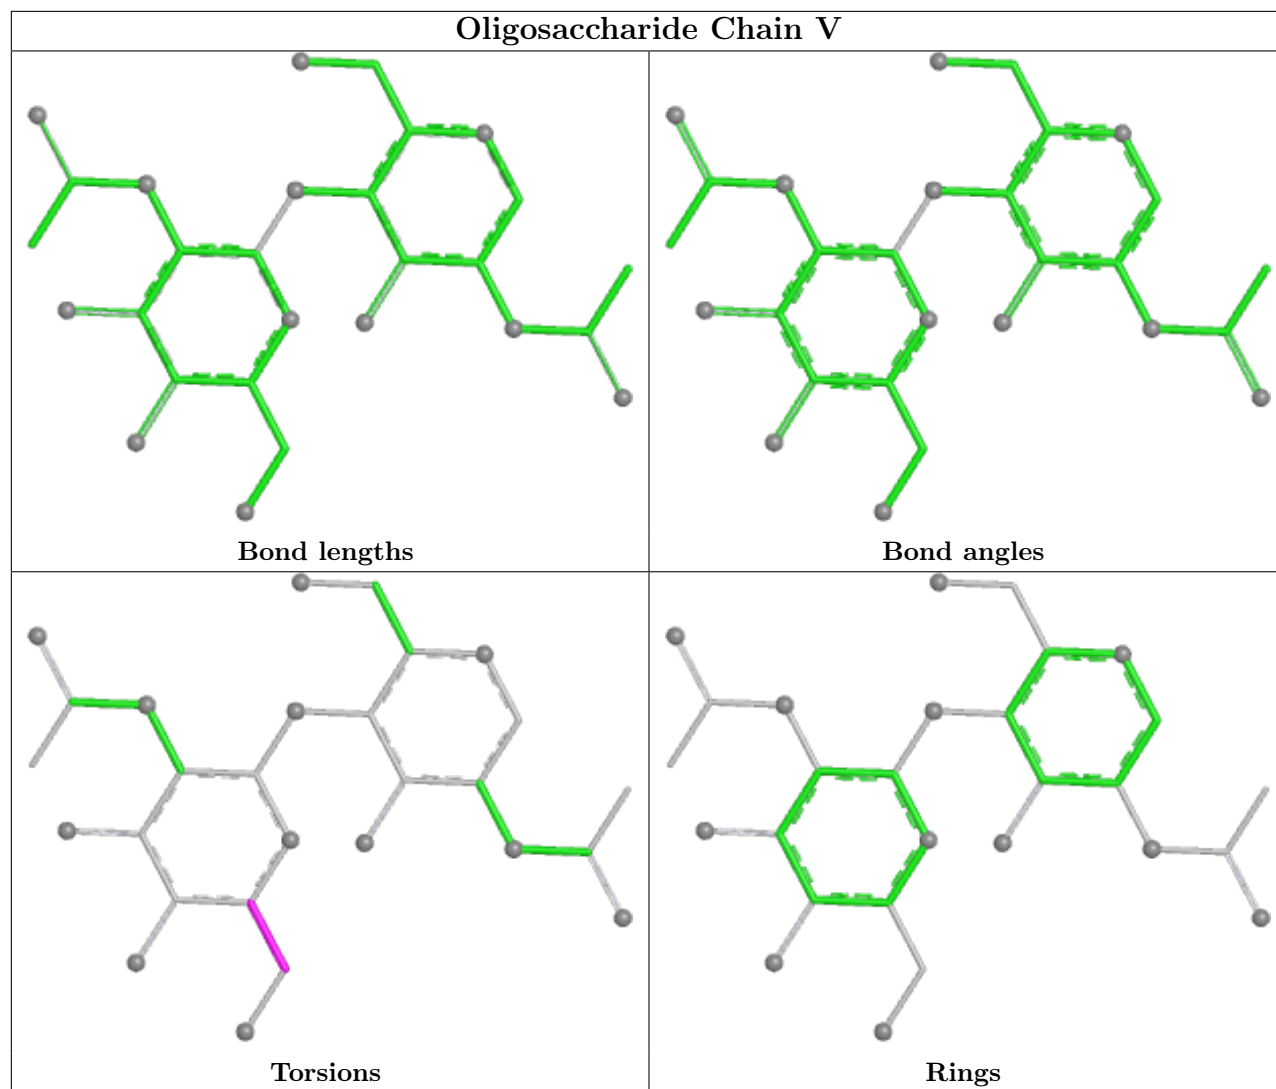 Oligosaccharide Chain V
Bond lengths
Bond angles
Torsions
Rings